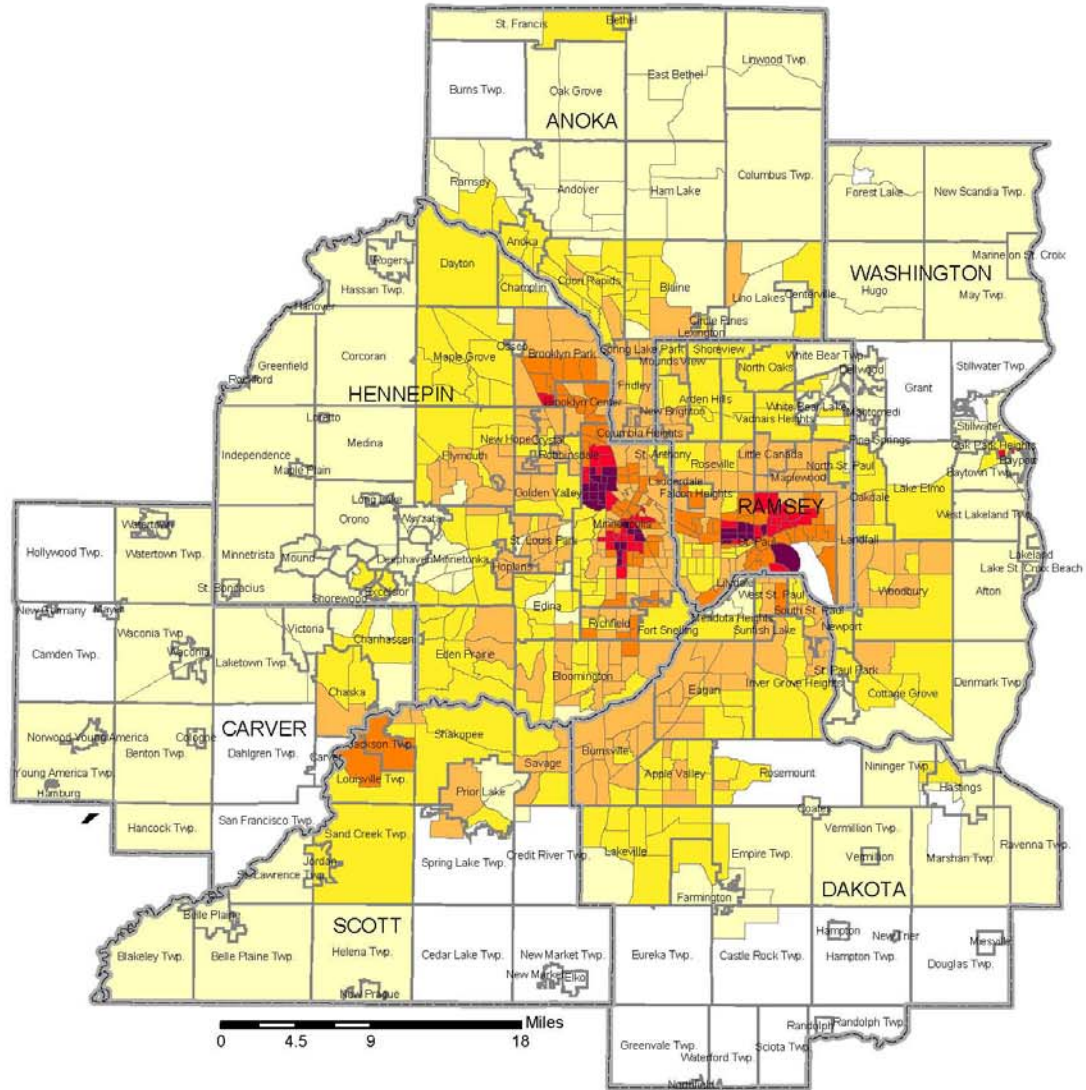 St. Francis
Bethel
Linwood Twp.
East Bethel
Burns Twp.
Oak Grove
ANOKA
Columbus Twp.
Ramsey
Andover
Ham Lake
Forest Lake
New Scandia Twp.
Anoka
Rogers
Dayton
Hassan Twp.
Champlin
Coon Rapids
Blaine
WASHINGTON
Marine on St. Croix
Hugo
May Twp.
Lino Lakes
Centerville
Hanover
Circle Pines
Lexington
Corcoran
Maple Grove
Osseo
Brooklyn Park
Spring Lake Park
Mounds View
Shoreview
North Oaks
White Bear Twp.
Dellwood
Stillwater Twp.
Greenfield
Rockford
HENNEPIN
Fridley
Grant
Brooklyn Center
Arden Hills
New Brighton
White Bear Lake
Mahtomedi
Vadnais Heights
Loretto
Stillwater
Medina
New Hope
Crystal
Columbia Heights
Pine Springs
Oak Park Heights
Independence
Maple Plain
Plymouth
Robbinsdale
St. Anthony
Roseville
Little Canada
Maplewood
North St. Paul
Bayport
Baytown Twp.
Long Lake
Golden Valley
Lauderdale
Falcon Heights
Oakdale
Lake Elmo
Orono
Wayzata
RAMSEY
West Lakeland Twp.
Watertown
Hollywood Twp.
Watertown Twp.
Minnetrista
Mound
Deephaven
Minnetonka
St. Louis Park
Minneapolis
St. Paul
Landfall
Lakeland
Hopkins
Lake St. Croix Beach
St. Bonifacius
Shorewood
Excelsior
Edina
Lilydale
West St. Paul
Woodbury
Afton
New Germany
Mayer
Richfield
Fort Snelling
Mendota Heights
South St. Paul
Sunfish Lake
Newport
Waconia Twp.
Victoria
Chanhassen
Camden Twp.
Waconia
Laketown Twp.
Eden Prairie
Bloomington
Eagan
Inver Grove Heights
St. Paul Park
Cottage Grove
Denmark Twp.
Chaska
Norwood Young America
Cologne
CARVER
Benton Twp.
Dahlgren Twp.
Carver
Jackson Twp.
Shakopee
Savage
Burnsville
Apple Valley
Rosemount
Nininger Twp.
Young America Twp.
Louisville Twp.
Hamburg
Prior Lake
Hastings
Hancock Twp.
San Francisco Twp.
Sand Creek Twp.
Coates
Vermillion Twp.
Ravenna Twp.
Jordan
Spring Lake Twp.
Credit River Twp.
Lakeville
Empire Twp.
Vermillion
Marshan Twp.
St. Lawrence Twp.
Farmington
DAKOTA
Belle Plaine
SCOTT
Hampton
New Trier
Miesville
Blakeley Twp.
Belle Plaine Twp.
Helena Twp.
Cedar Lake Twp.
New Market Twp.
Eureka Twp.
Castle Rock Twp.
Hampton Twp.
Douglas Twp.
New Market
Elko
New Prague
Miles
0 4.5 9 18
Randolph
Randolph Twp.
Greenvale Twp.
Waterford Twp.
Sciota Twp.
Northfield